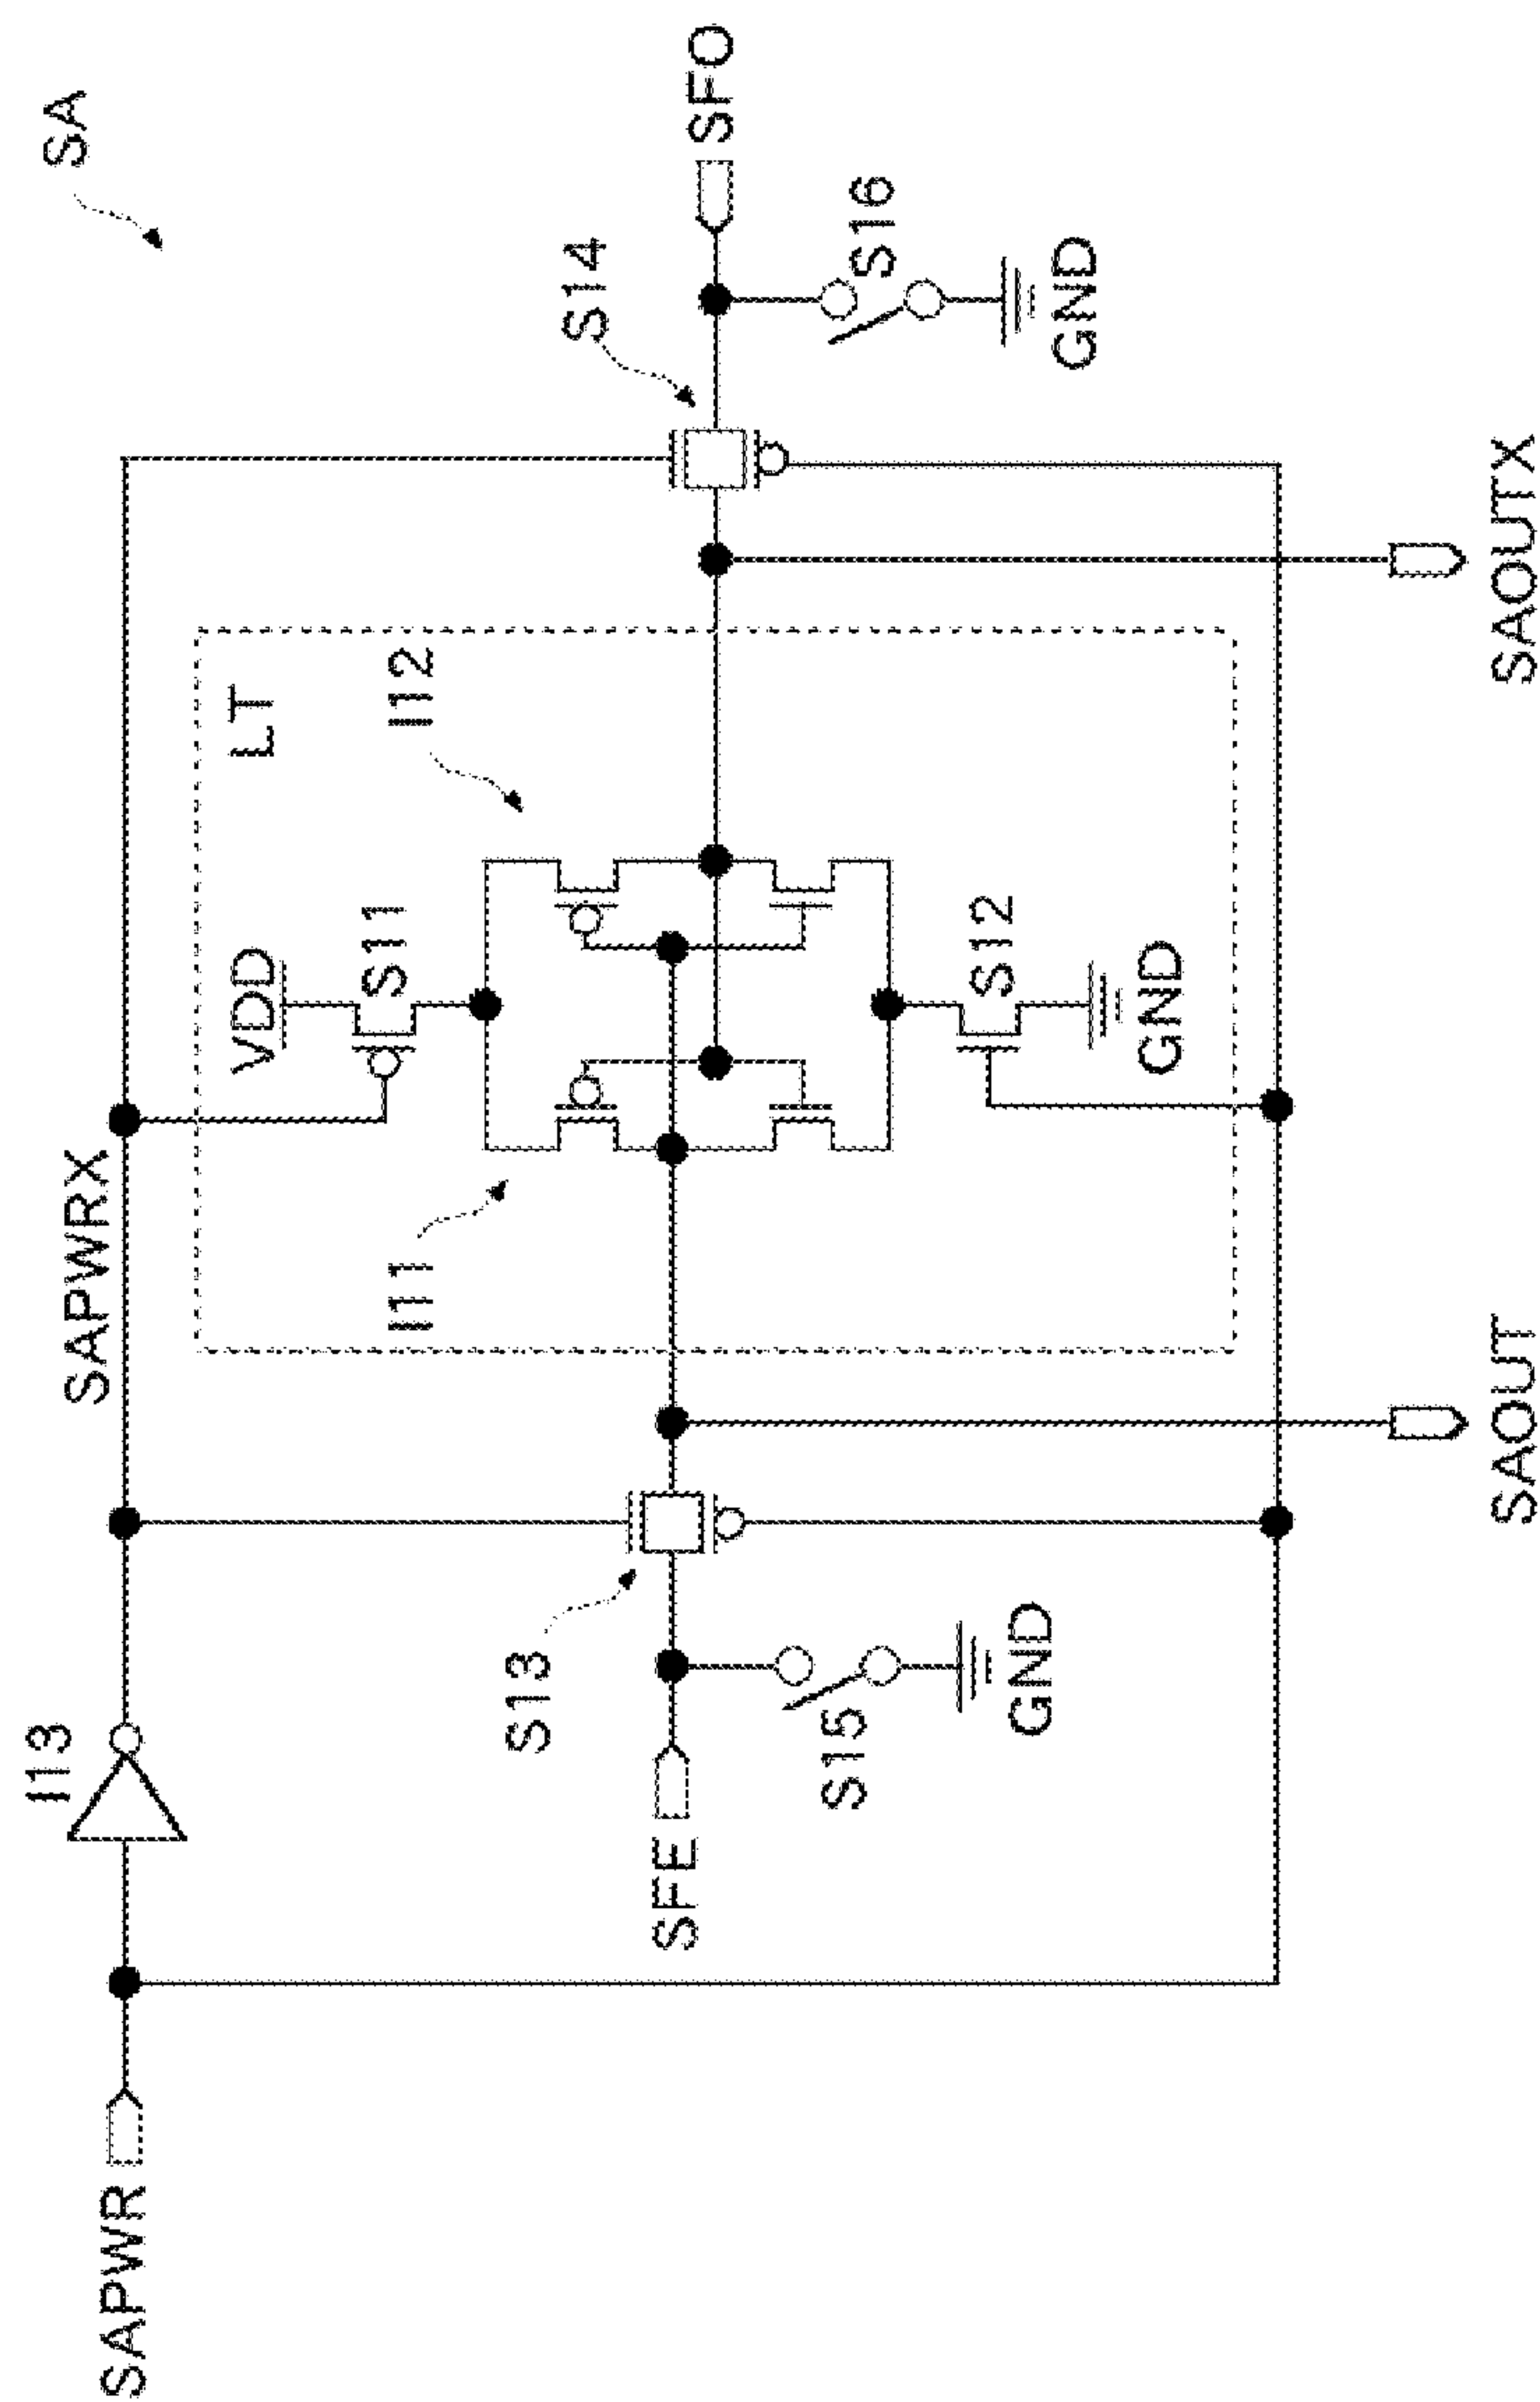 SA
I13
SAPWR
SAPWRX
LT
VDD
S11
I11
I12
S13
S14
SFE
SFO
S15
S16
S12
GND
GND
GND
SAOUT
SAOUTX